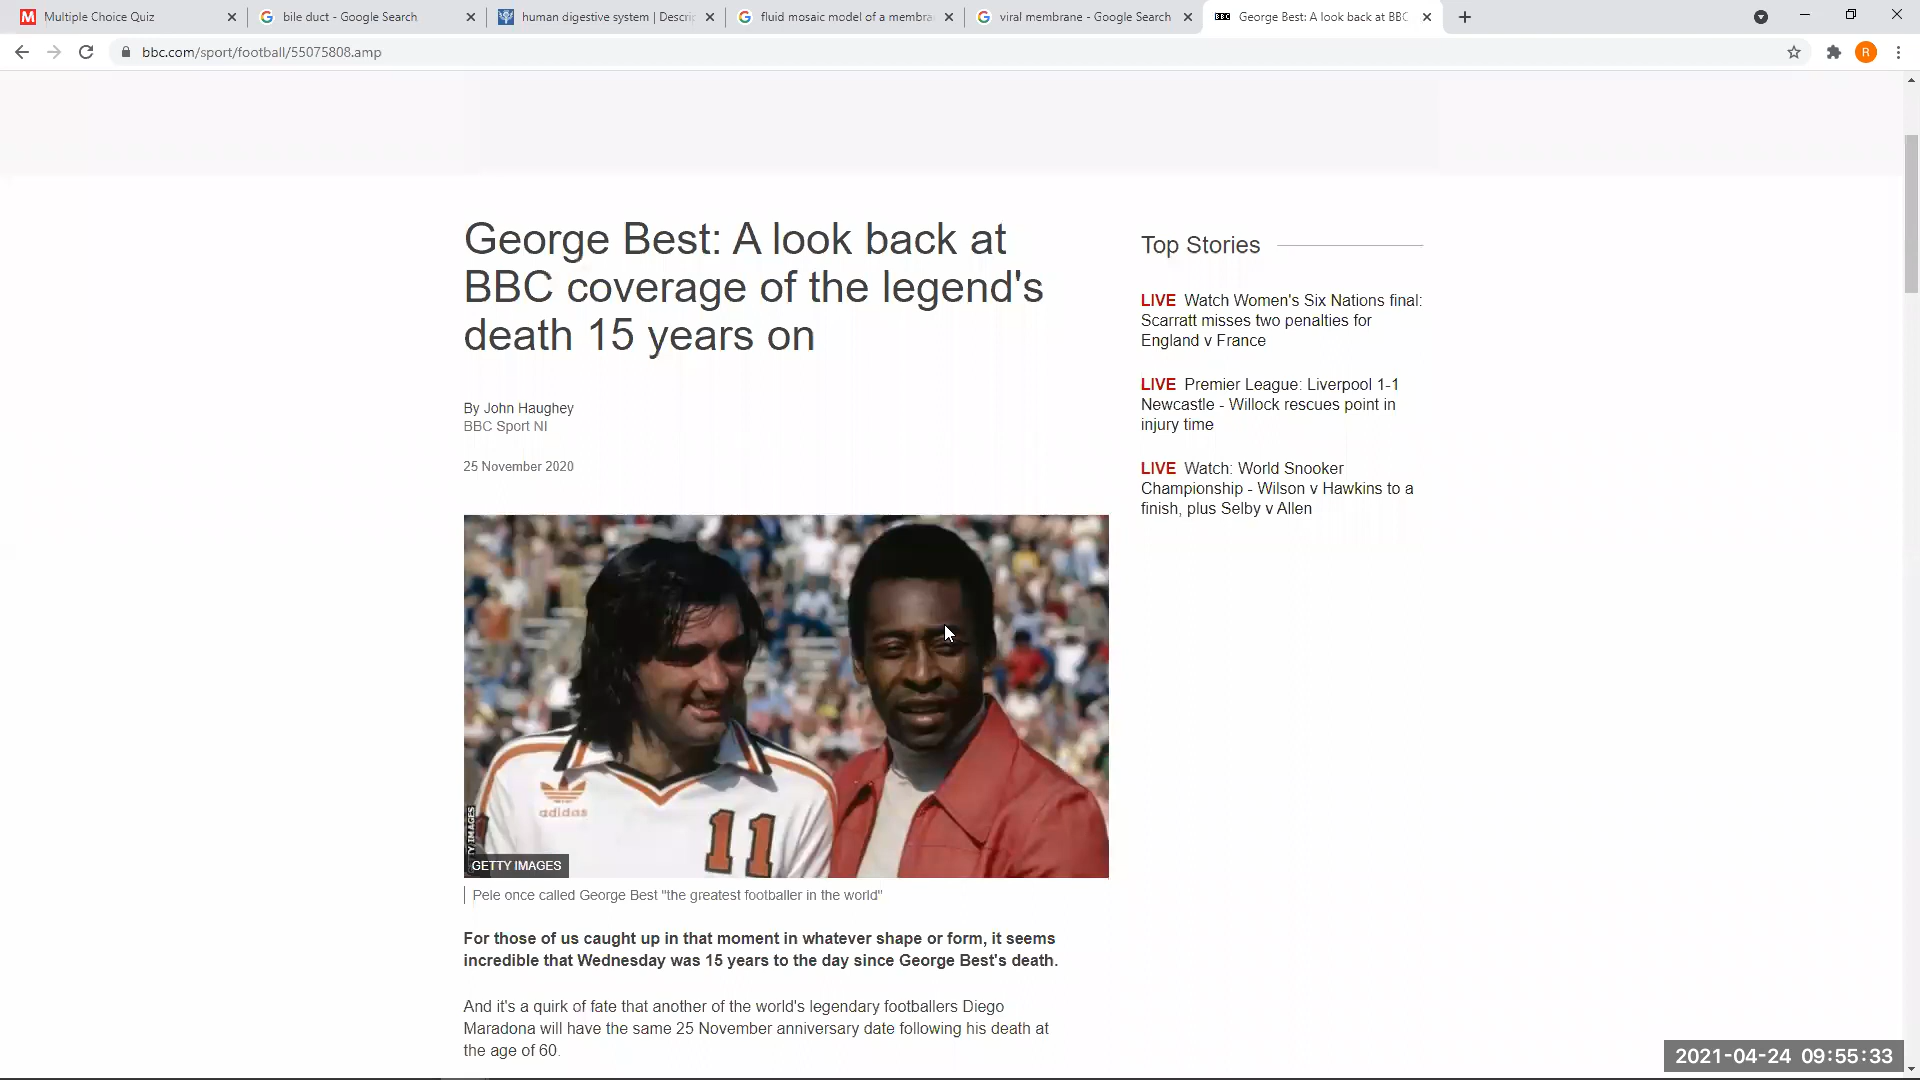 Multiple Choice Quiz
bile duct - Google Search
human digestive system | Descrip
fluid mosaic model of a membra
viral membrane - Google Search
BBC George Best: A look back at BBC
bbc.com/sport/football/55075808.amp
R
George Best: A look back at
BBC coverage of the legend's
death 15 years on
By John Haughey
BBC Sport NI
25 November 2020
adidas
11
TY IMAGES
GETTY IMAGES
Pele once called George Best "the greatest footballer in the world"
For those of us caught up in that moment in whatever shape or form, it seems
incredible that Wednesday was 15 years to the day since George Best's death.
And it's a quirk of fate that another of the world's legendary footballers Diego
Maradona will have the same 25 November anniversary date following his death at
the age of 60.
Top Stories
LIVE Watch Women's Six Nations final:
Scarratt misses two penalties for
England v France
LIVE Premier League: Liverpool 1-1
Newcastle - Willock rescues point in
injury time
LIVE Watch: World Snooker
Championship - Wilson v Hawkins to a
finish, plus Selby v Allen
2021-04-24 09:55:33